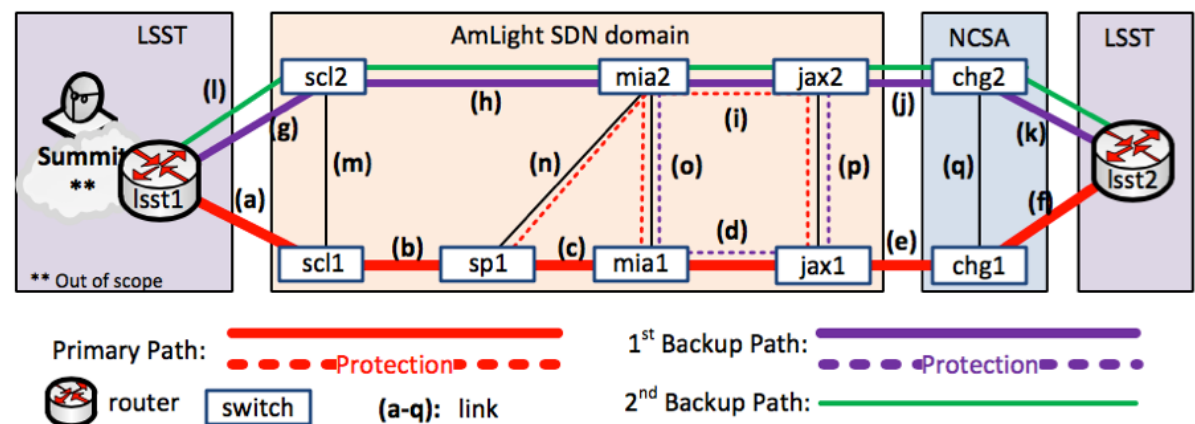 LSST
AmLight SDN domain
NCSA
LSST
(l)
scl2
mia2
jax2
chg2
(g)
(h)
(i)
(j)
(k)
Summit
**
lsst1
(m)
(n)
(o)
(p)
(q)
lsst2
(a)
(b)
(c)
(d)
(e)
(f)
scl1
sp1
mia1
jax1
chg1
** Out of scope
Primary Path:
Protection
1st Backup Path:
Protection
router
switch
(a-q): link
2nd Backup Path: